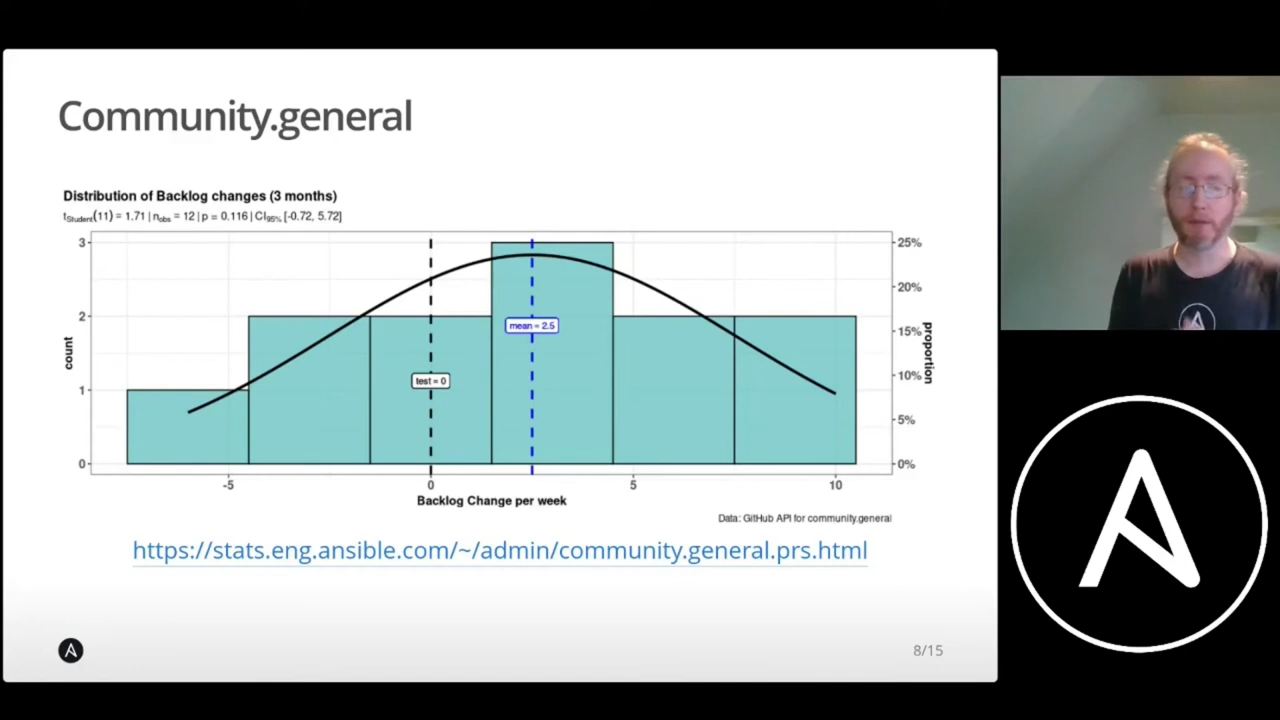 Community.general
Distribution of Backlog changes (3 months)
tStudent(11) = 1.71 | nobs = 12 | p = 0.116 | CI95% [-0.72, 5.72]
3
2
1
0
count
mean = 2.5
test = 0
25%
20%
15%
10%
5%
0%
proportion
-5
0
5
10
Backlog Change per week
Data: GitHub API for community.general
https://stats.eng.ansible.com/~/admin/community.general.prs.html
8/15